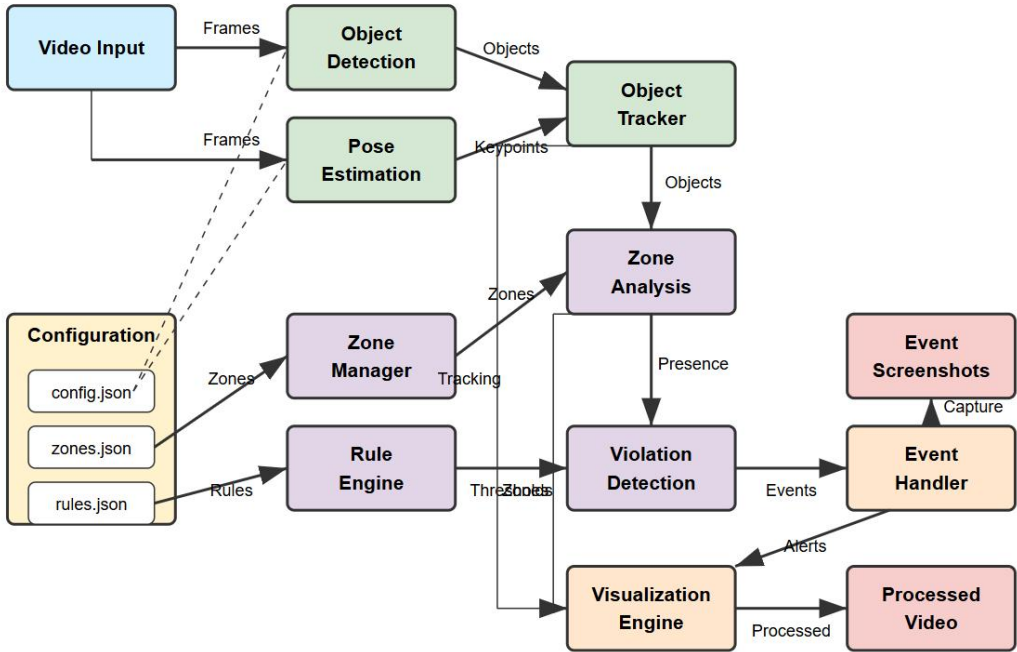 Video Input
Frames
Object
Detection
Objects
Object
Tracker
Frames
Pose
Estimation
Keypoints
Objects
Zone
Analysis
Zones
Configuration
config.json
zones.json
rules.json
Zones
Rules
Zone
Manager
Tracking
Presence
Rule
Engine
Thresholds
Zones
Violation
Detection
Events
Event
Screenshots
Capture
Event
Handler
Alerts
Visualization
Engine
Processed
Processed
Video